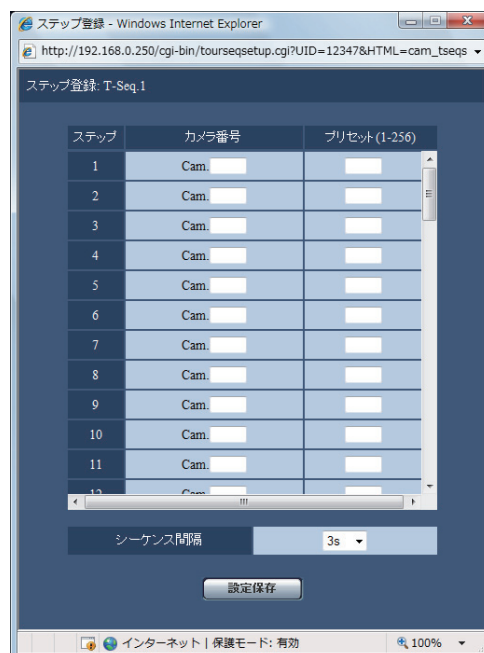 ステップ登録 - Windows Internet Explorer
http://192.168.0.250/cgi-bin/tourseqsetup.cgi?UID=12347&HTML=cam_tseqs
ステップ登録: T-Seq.1
ステップ カメラ番号 プリセット(1-256)
1 Cam.
2 Cam.
3 Cam.
4 Cam.
5 Cam.
6 Cam.
7 Cam.
8 Cam.
9 Cam.
10 Cam.
11 Cam.
12 Cam.
シーケンス間隔 3s
設定保存
インターネット | 保護モード: 有効 100%